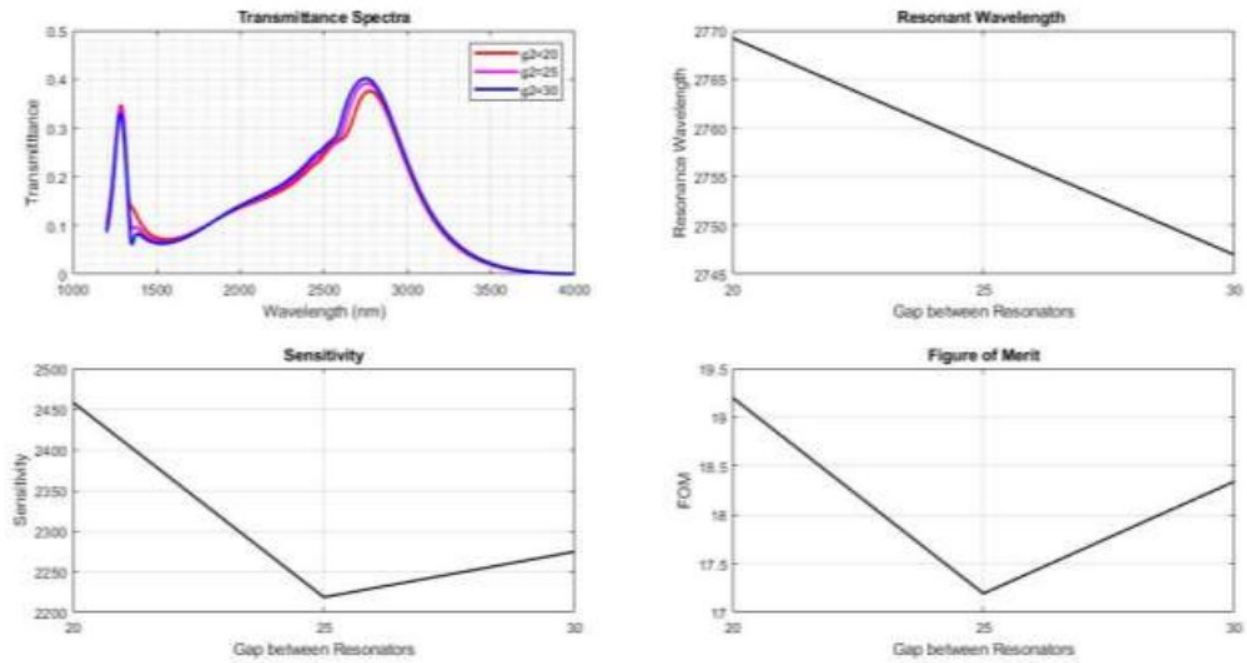 Transmittance Spectra
0.5
0.4
0.3
0.2
0.1
0
Transmittance
g2=20
g2=25
g2=30
1000 1500 2000 2500 3000 3500 4000
Wavelength (nm)
Resonant Wavelength
2770
2765
2760
2755
2750
2745
Resonance Wavelength
20 25 30
Gap between Resonators
Sensitivity
2500
2450
2400
2350
2300
2250
2200
Sensitivity
20 25 30
Gap between Resonators
Figure of Merit
19.5
19
18.5
18
17.5
17
FOM
20 25 30
Gap between Resonators